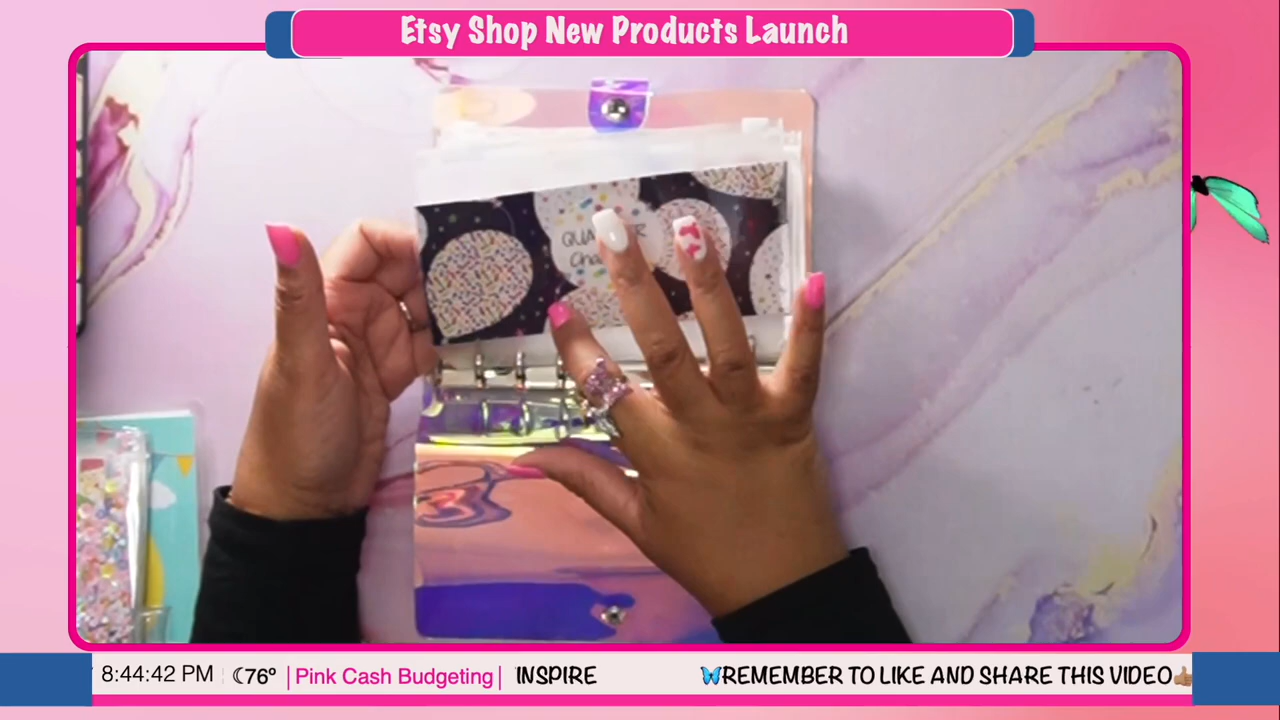 Etsy Shop New Products Launch
8:44:42 PM
76°
|Pink Cash Budgeting|
INSPIRE
REMEMBER TO LIKE AND SHARE THIS VIDEO